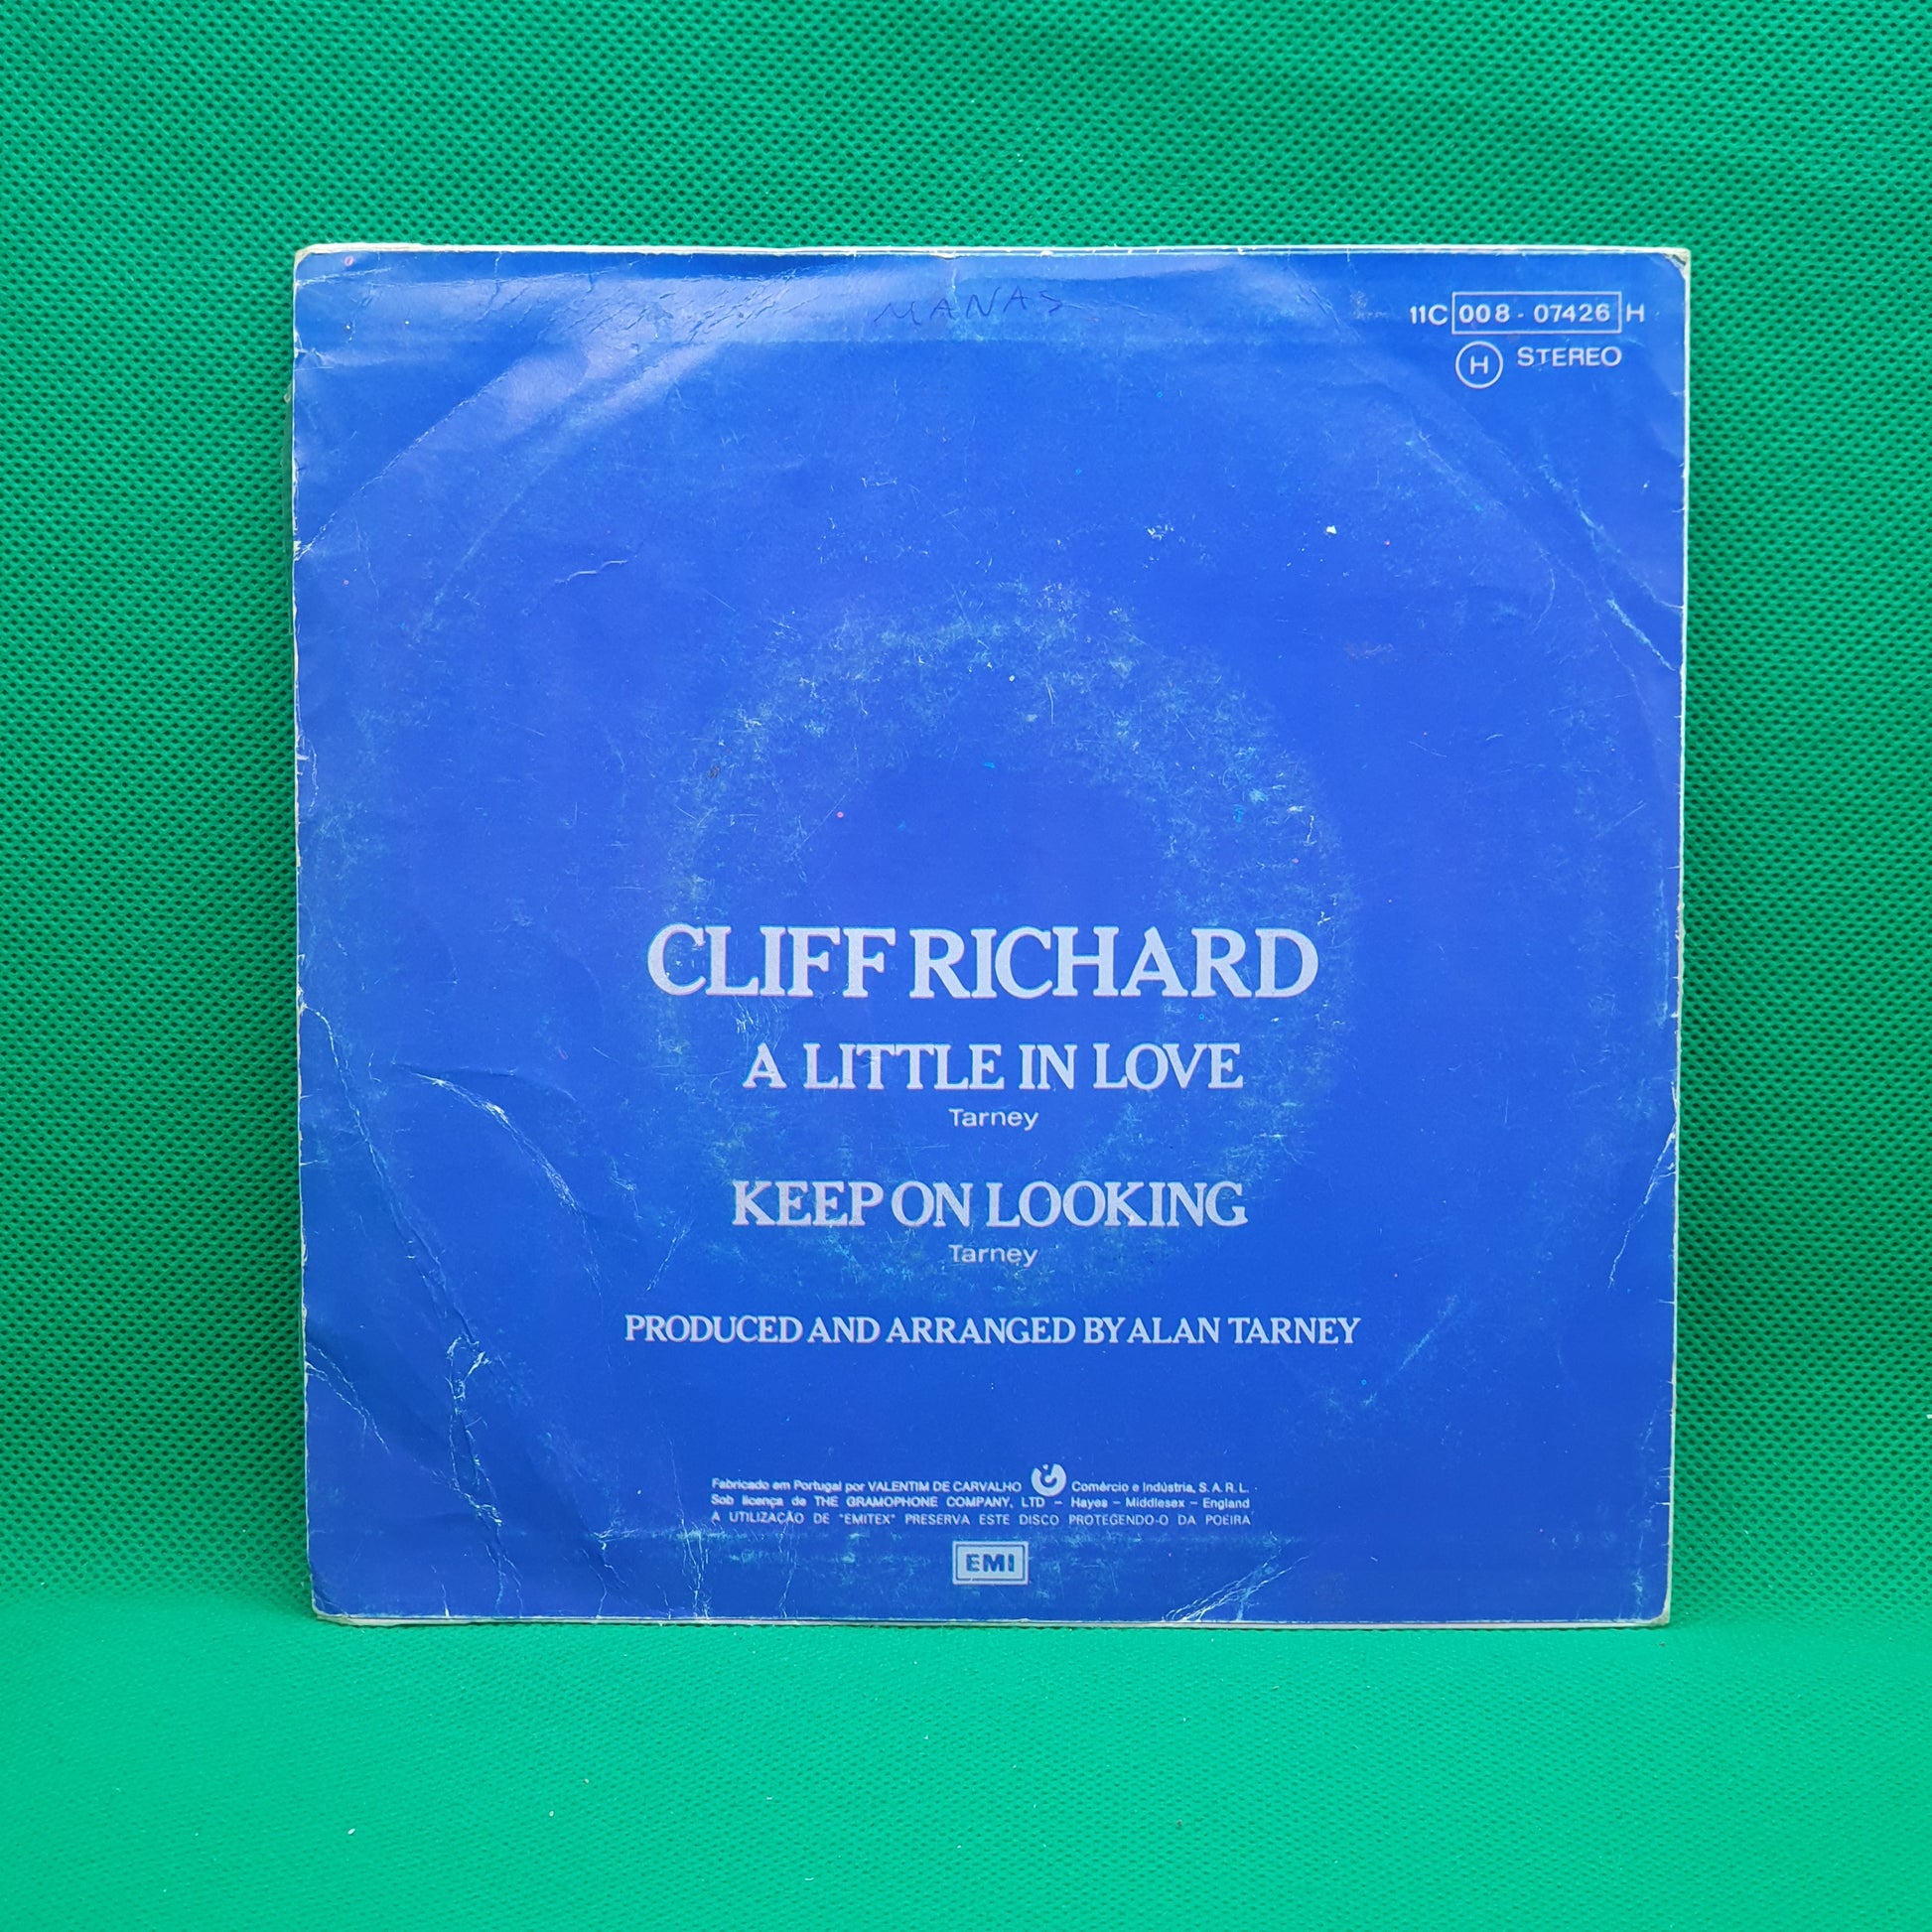 MANAS
11C 008 - 07426 H
H STEREO
CLIFF RICHARD
A LITTLE IN LOVE
Tarney
KEEP ON LOOKING
Tarney
PRODUCED AND ARRANGED BY ALAN TARNEY
Fabricado em Portugal por VALENTIM DE CARVALHO Comércio e Indústria, S. A. R. L.
Sob licença de THE GRAMOPHONE COMPANY, LTD – Hayes – Middlesex – England
A UTILIZAÇÃO DE "EMITEX" PRESERVA ESTE DISCO PROTEGENDO-O DA POEIRA
EMI